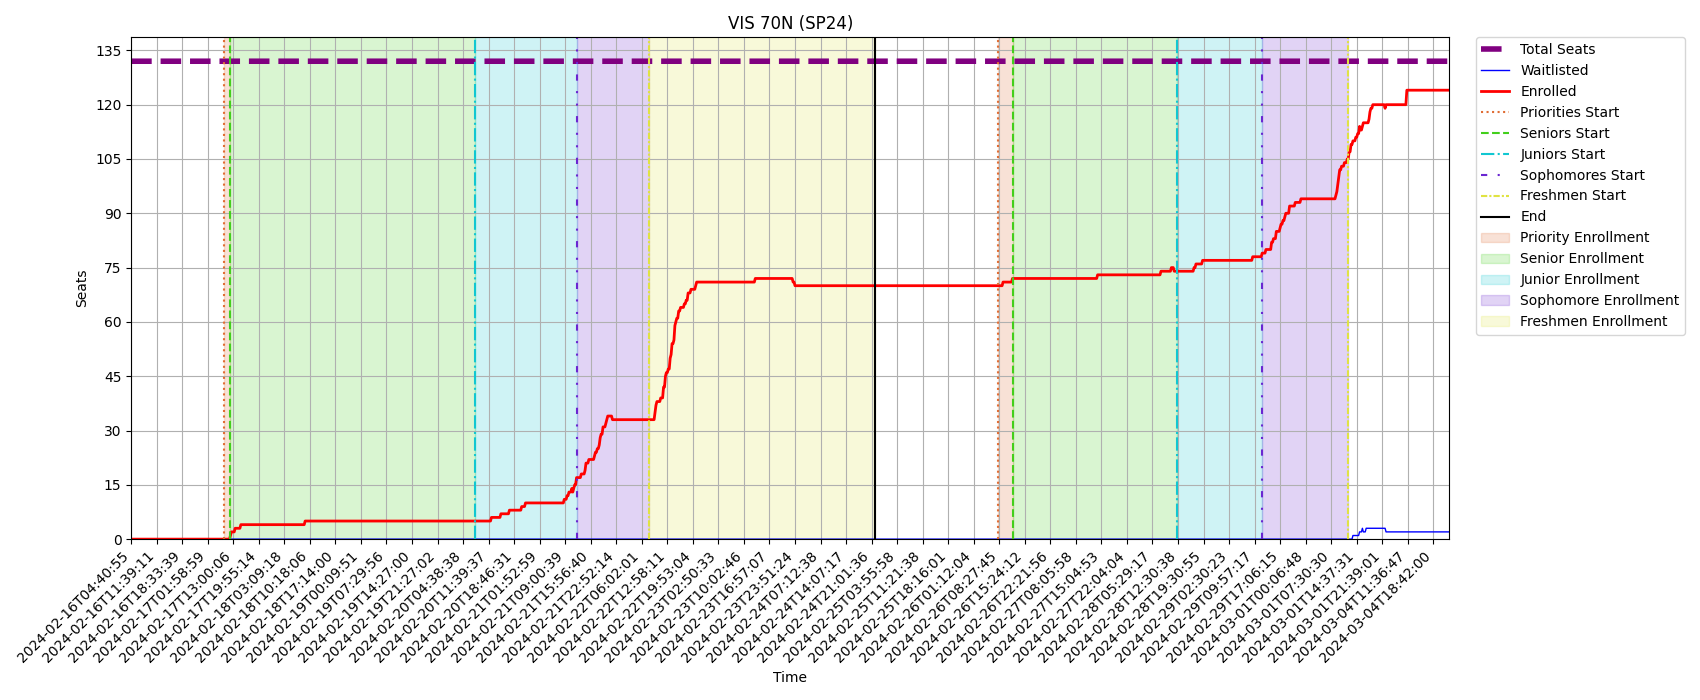 VIS 70N (SP24)
Seats
135
120
105
90
75
60
45
30
15
0
2024-02-16T04:40:55
2024-02-16T11:39:11
2024-02-16T18:33:39
2024-02-17T01:58:59
2024-02-17T13:00:06
2024-02-17T19:55:14
2024-02-18T03:09:18
2024-02-18T10:18:06
2024-02-18T17:14:00
2024-02-19T00:09:51
2024-02-19T07:29:56
2024-02-19T14:27:00
2024-02-19T21:27:02
2024-02-20T04:38:38
2024-02-20T11:39:37
2024-02-20T18:46:31
2024-02-21T01:52:59
2024-02-21T09:00:39
2024-02-21T15:56:40
2024-02-21T22:52:14
2024-02-22T06:02:01
2024-02-22T12:58:11
2024-02-22T19:53:04
2024-02-23T02:50:33
2024-02-23T10:02:46
2024-02-23T16:57:07
2024-02-23T23:51:24
2024-02-24T07:12:38
2024-02-24T14:07:17
2024-02-24T21:01:36
2024-02-25T03:55:58
2024-02-25T11:21:38
2024-02-25T18:16:01
2024-02-26T01:12:04
2024-02-26T08:27:45
2024-02-26T15:24:12
2024-02-26T22:21:56
2024-02-27T08:05:58
2024-02-27T15:04:53
2024-02-27T22:04:04
2024-02-28T05:29:17
2024-02-28T12:30:38
2024-02-28T19:30:55
2024-02-29T02:30:23
2024-02-29T09:57:17
2024-02-29T17:06:15
2024-03-01T00:06:48
2024-03-01T07:30:30
2024-03-01T14:37:31
2024-03-01T21:39:01
2024-03-04T11:36:47
2024-03-04T18:42:00
Time
Total Seats
Waitlisted
Enrolled
Priorities Start
Seniors Start
Juniors Start
Sophomores Start
Freshmen Start
End
Priority Enrollment
Senior Enrollment
Junior Enrollment
Sophomore Enrollment
Freshmen Enrollment